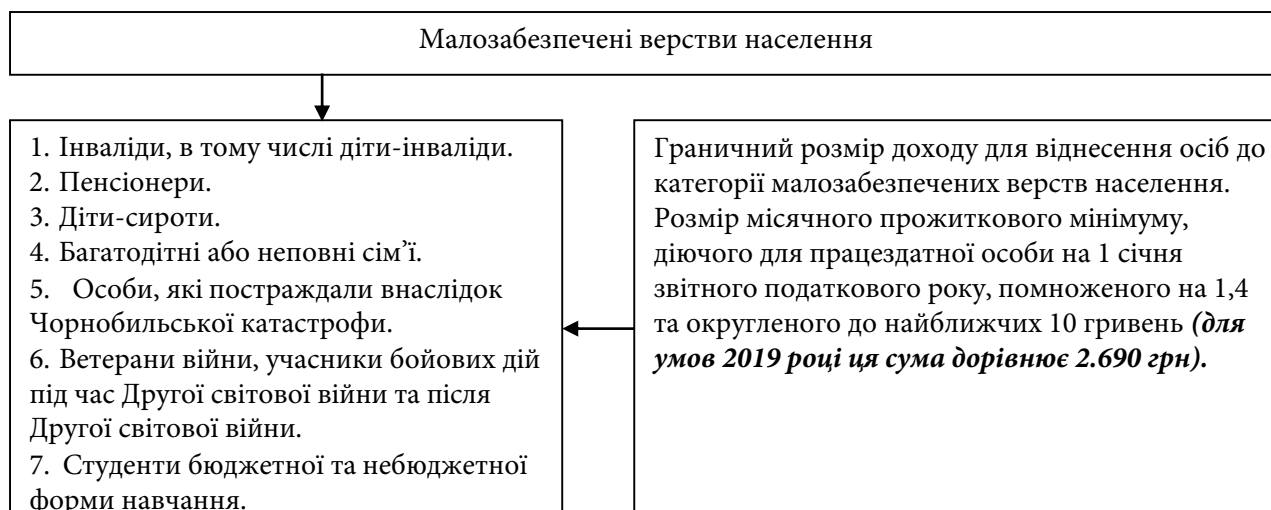 Малозабезпечені верстви населення
1. Інваліди, в тому числі діти-інваліди.
2. Пенсіонери.
3. Діти-сироти.
4. Багатодітні або неповні сім’ї.
5. Особи, які постраждали внаслідок
Чорнобильської катастрофи.
6. Ветерани війни, учасники бойових дій
під час Другої світової війни та після
Другої світової війни.
7. Студенти бюджетної та небюджетної
форми навчання.
Граничний розмір доходу для віднесення осіб до
категорії малозабезпечених верств населення.
Розмір місячного прожиткового мінімуму,
діючого для працездатної особи на 1 січня
звітного податкового року, помноженого на 1,4
та округленого до найближчих 10 гривень (для
умов 2019 році ця сума дорівнює 2.690 грн).